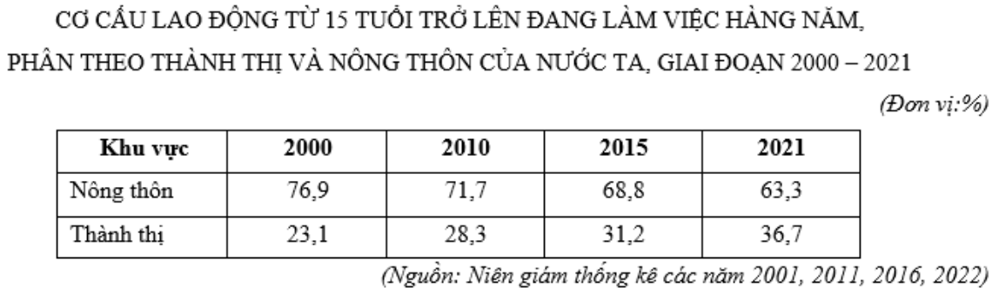 CƠ CẤU LAO ĐỘNG TỪ 15 TUỔI TRỞ LÊN ĐANG LÀM VIỆC HÀNG NĂM,
PHÂN THEO THÀNH THỊ VÀ NÔNG THÔN CỦA NƯỚC TA, GIAI ĐOẠN 2000 – 2021
(Đơn vị:%)
Khu vực 2000 2010 2015 2021
Nông thôn 76,9 71,7 68,8 63,3
Thành thị 23,1 28,3 31,2 36,7
(Nguồn: Niên giám thống kê các năm 2001, 2011, 2016, 2022)